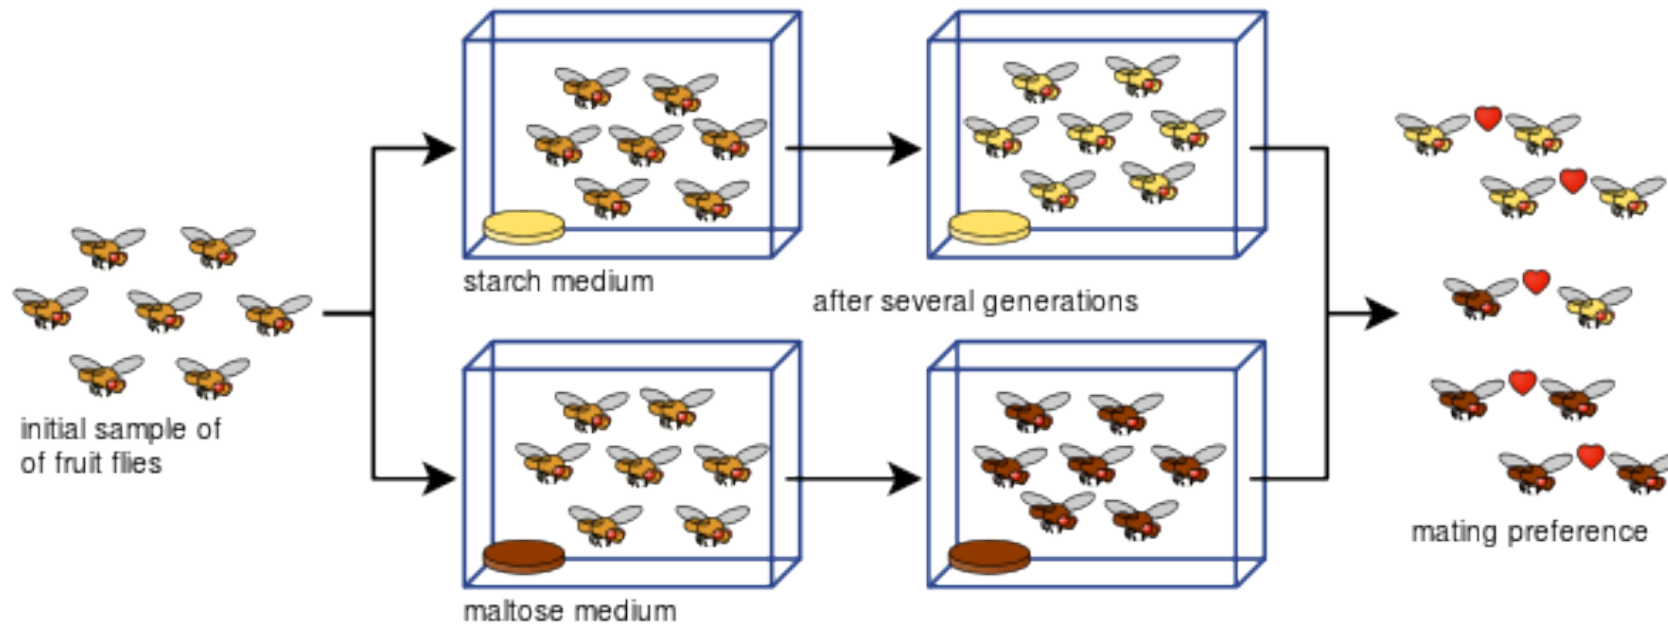 initial sample of
of fruit flies
starch medium
maltose medium
after several generations
mating preference